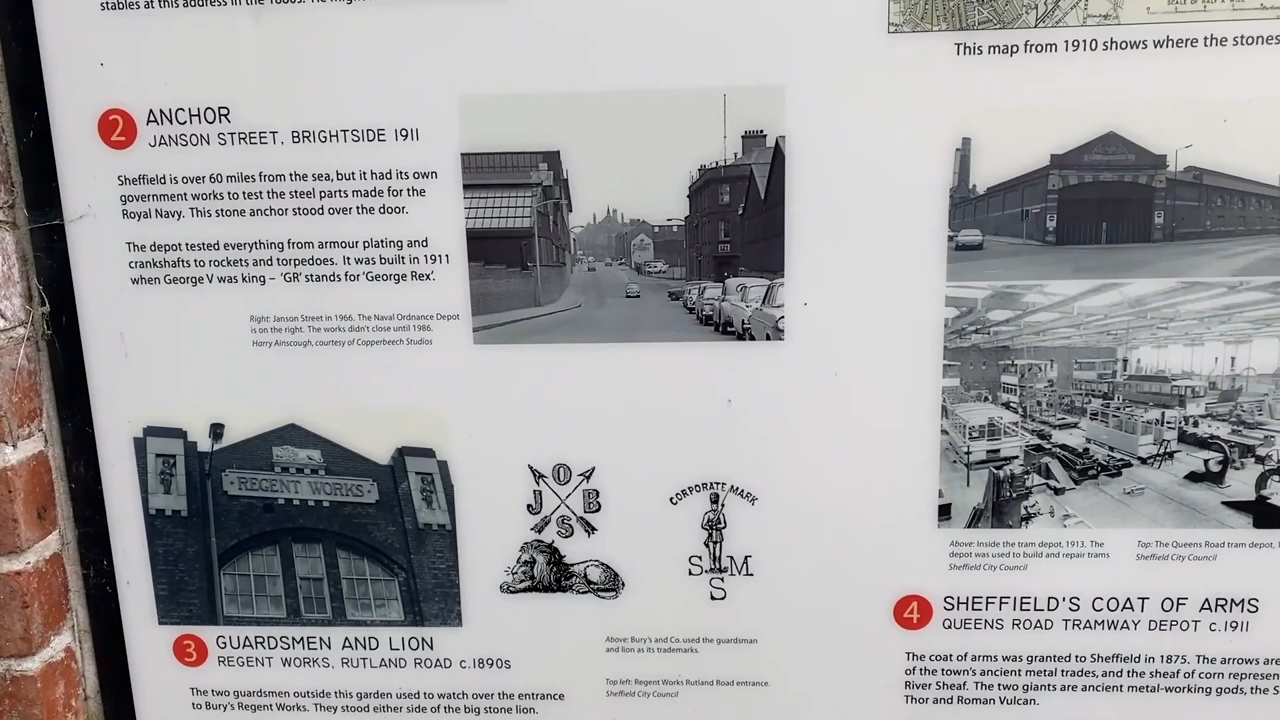 stables at this address in the 1880s. He might
SCALE OF HALF A MILE
This map from 1910 shows where the stones
2 ANCHOR
JANSON STREET, BRIGHTSIDE 1911
Sheffield is over 60 miles from the sea, but it had its own
government works to test the steel parts made for the
Royal Navy. This stone anchor stood over the door.
The depot tested everything from armour plating and
crankshafts to rockets and torpedoes. It was built in 1911
when George V was king – 'GR' stands for 'George Rex'.
Right: Janson Street in 1966. The Naval Ordnance Depot
is on the right. The works didn't close until 1986.
Harry Ainscough, courtesy of Copperbeech Studios
REGENT WORKS
J O B S
CORPORATE MARK
S M
S
3 GUARDSMEN AND LION
REGENT WORKS, RUTLAND ROAD c.1890s
The two guardsmen outside this garden used to watch over the entrance
to Bury's Regent Works. They stood either side of the big stone lion.
Above: Bury's and Co. used the guardsman
and lion as its trademarks.
Top left: Regent Works Rutland Road entrance.
Sheffield City Council
Above: Inside the tram depot, 1913. The
depot was used to build and repair trams
Sheffield City Council
Top: The Queens Road tram depot,
Sheffield City Council
4 SHEFFIELD'S COAT OF ARMS
QUEENS ROAD TRAMWAY DEPOT c.1911
The coat of arms was granted to Sheffield in 1875. The arrows are
of the town's ancient metal trades, and the sheaf of corn
River Sheaf. The two giants are ancient metal-working gods, the
Thor and Roman Vulcan.